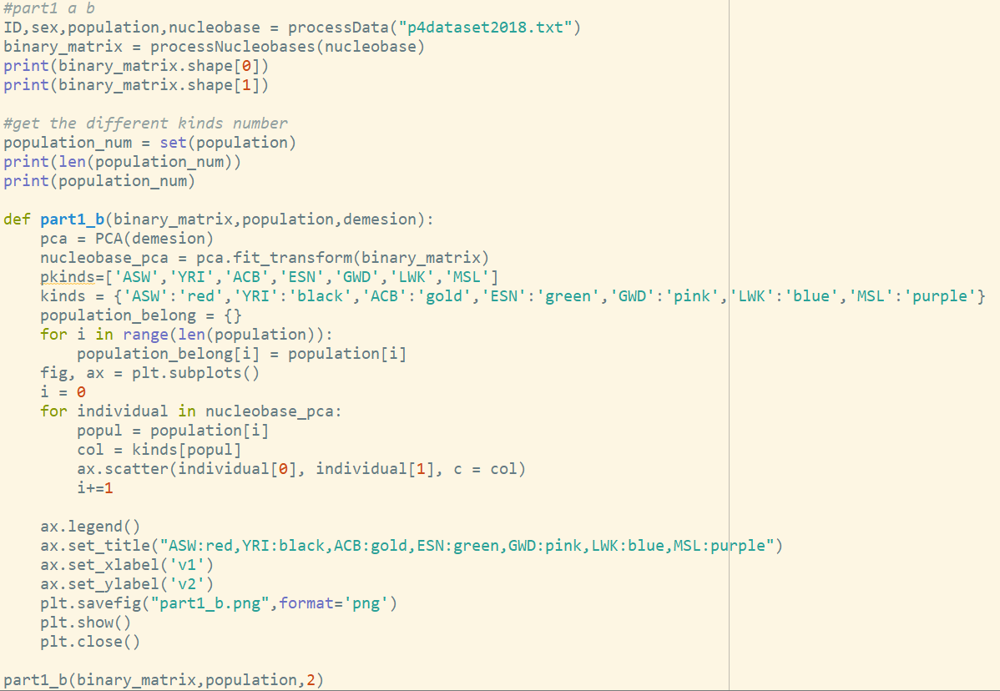 #part1 a b
ID,sex,population,nucleobase = processData("p4dataset2018.txt")
binary_matrix = processNucleobases(nucleobase)
print(binary_matrix.shape[0])
print(binary_matrix.shape[1])
#get the different kinds number
population_num = set(population)
print(len(population_num))
print(population_num)
def part1_b(binary_matrix,population,demesion):
    pca = PCA(demesion)
    nucleobase_pca = pca.fit_transform(binary_matrix)
    pkinds=['ASW','YRI','ACB','ESN','GWD','LWK','MSL']
    kinds = {'ASW':'red','YRI':'black','ACB':'gold','ESN':'green','GWD':'pink','LWK':'blue','MSL':'purple'}
    population_belong = {}
    for i in range(len(population)):
        population_belong[i] = population[i]
    fig, ax = plt.subplots()
    i = 0
    for individual in nucleobase_pca:
        popul = population[i]
        col = kinds[popul]
        ax.scatter(individual[0], individual[1], c = col)
        i+=1
    ax.legend()
    ax.set_title("ASW:red,YRI:black,ACB:gold,ESN:green,GWD:pink,LWK:blue,MSL:purple")
    ax.set_xlabel('v1')
    ax.set_ylabel('v2')
    plt.savefig("part1_b.png",format='png')
    plt.show()
    plt.close()
part1_b(binary_matrix,population,2)